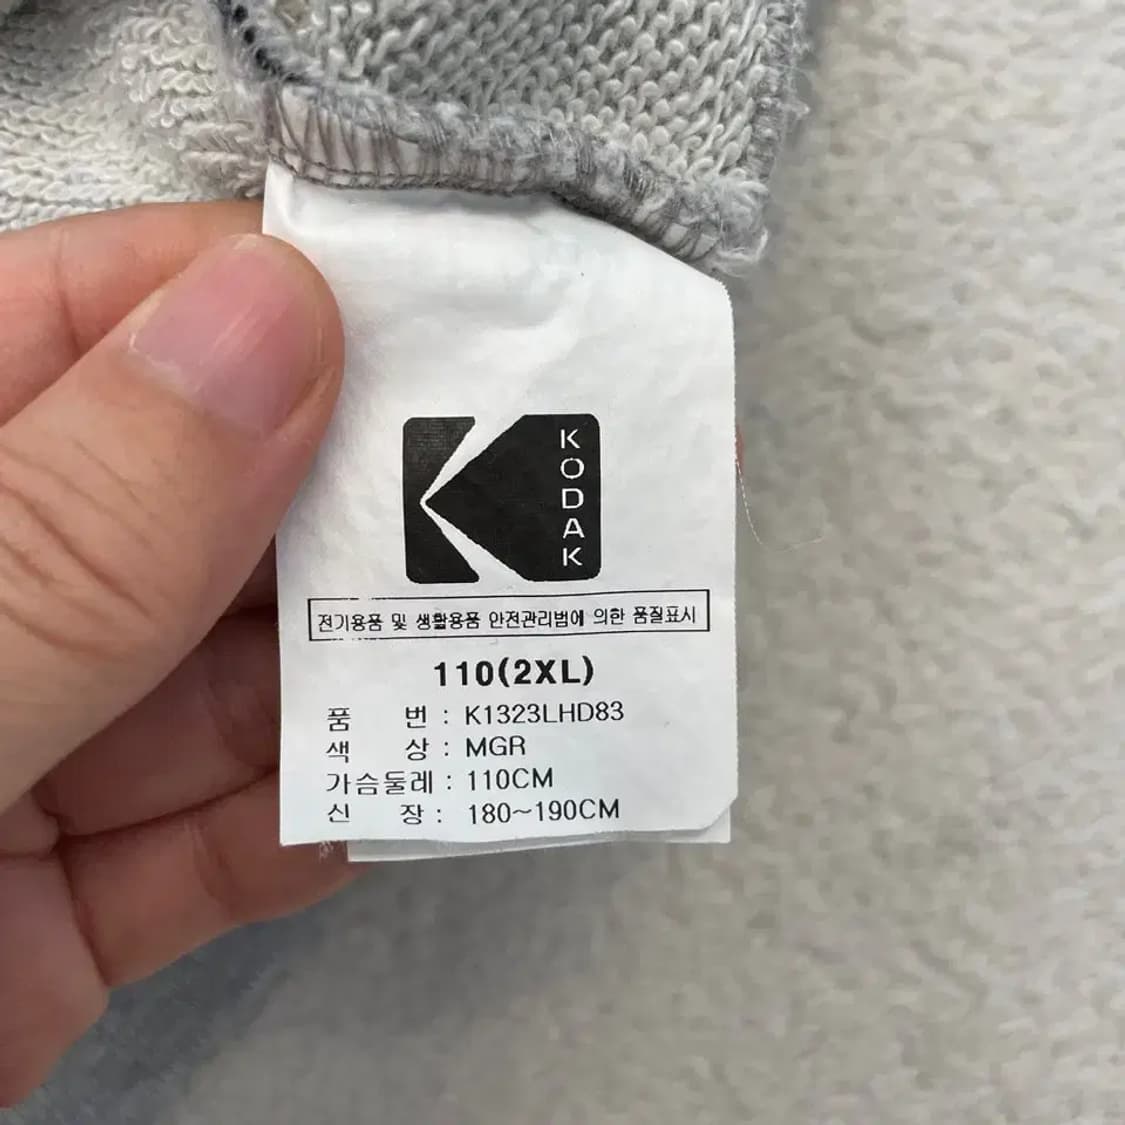 KODAK
전기용품 및 생활용품 안전관리법에 의한 품질표시
110(2XL)
품 번 : K1323LHD83
색 상 : MGR
가슴둘레 : 110CM
신 장 : 180~190CM